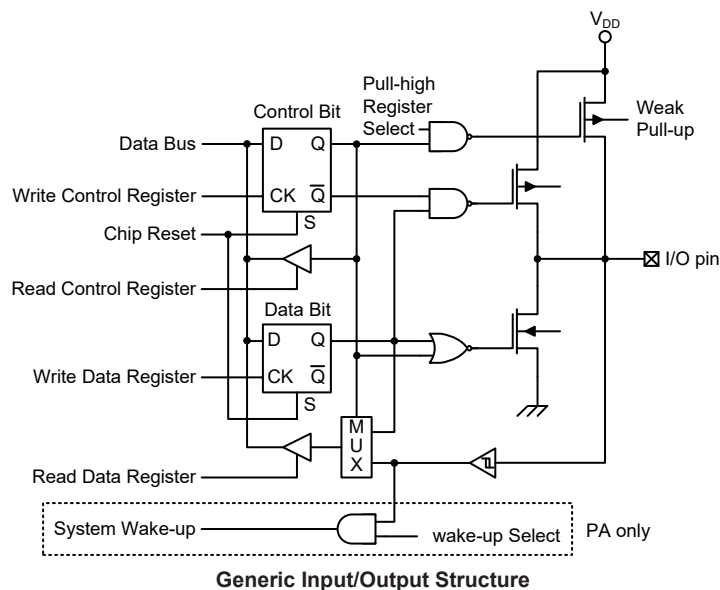 VDD
Pull-high
Register
Select
Weak
Pull-up
Control Bit
Data Bus
D
Q
Write Control Register
CK
Q
S
Chip Reset
I/O pin
Read Control Register
Data Bit
D
Q
Write Data Register
CK
Q
S
M
U
X
Read Data Register
System Wake-up
wake-up Select
PA only
Generic Input/Output Structure